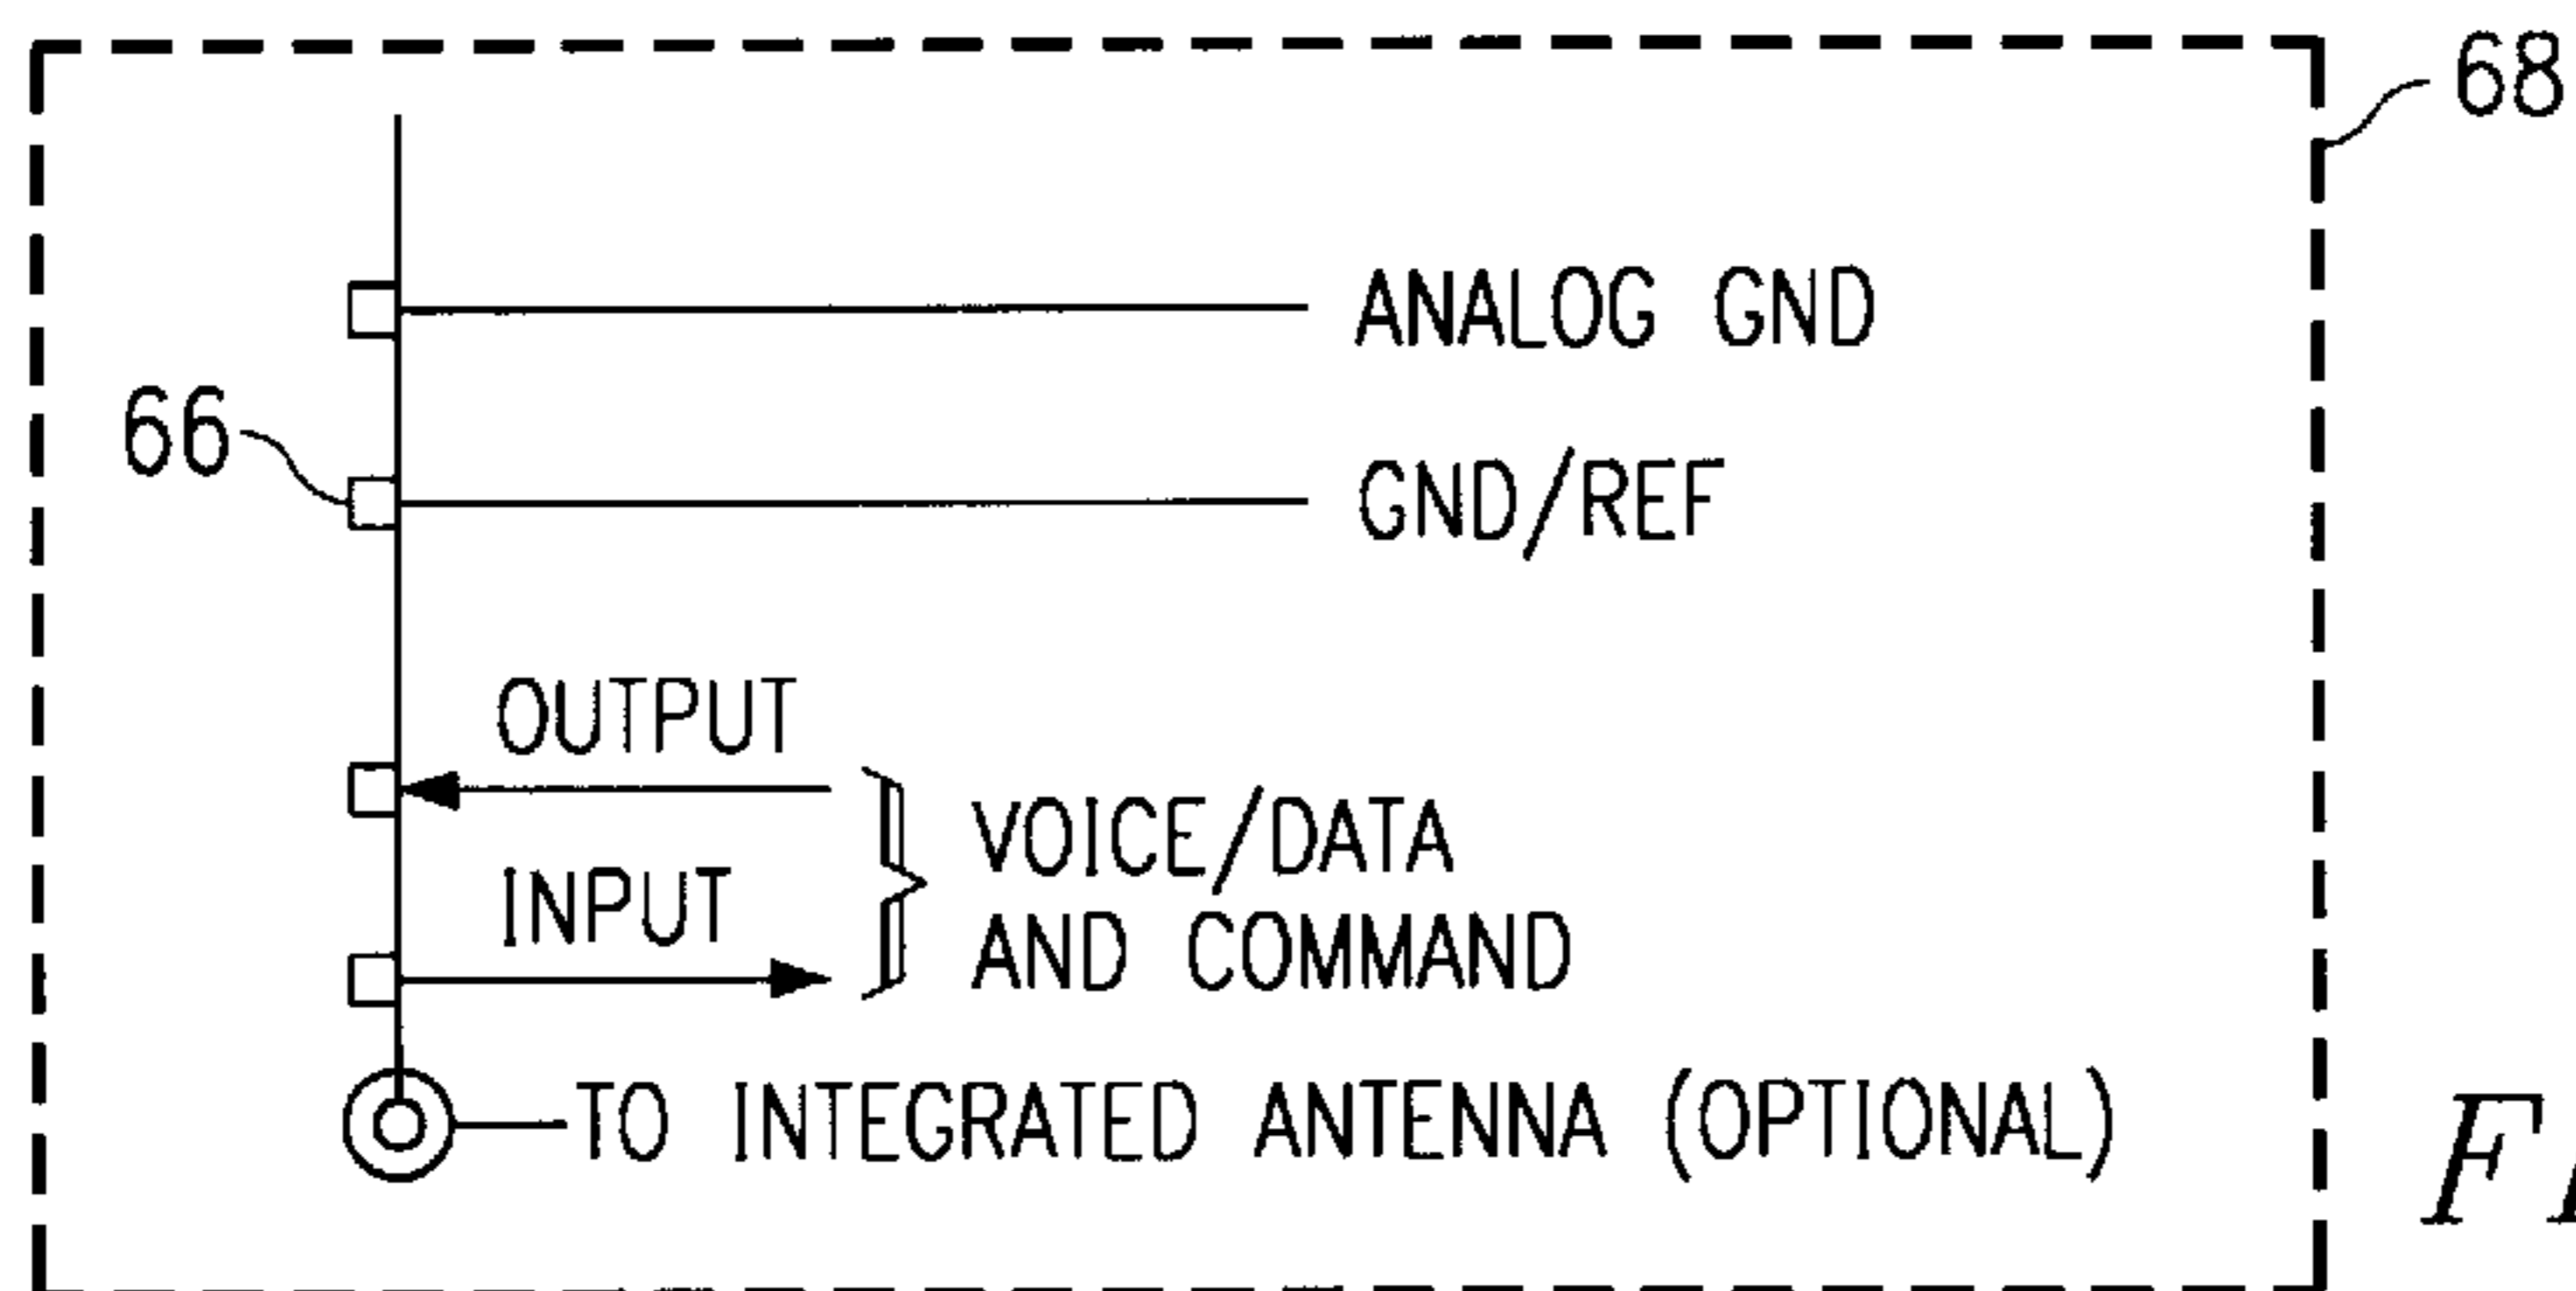 68
ANALOG GND
66
GND/REF
OUTPUT
VOICE/DATA
INPUT
AND COMMAND
TO INTEGRATED ANTENNA (OPTIONAL)